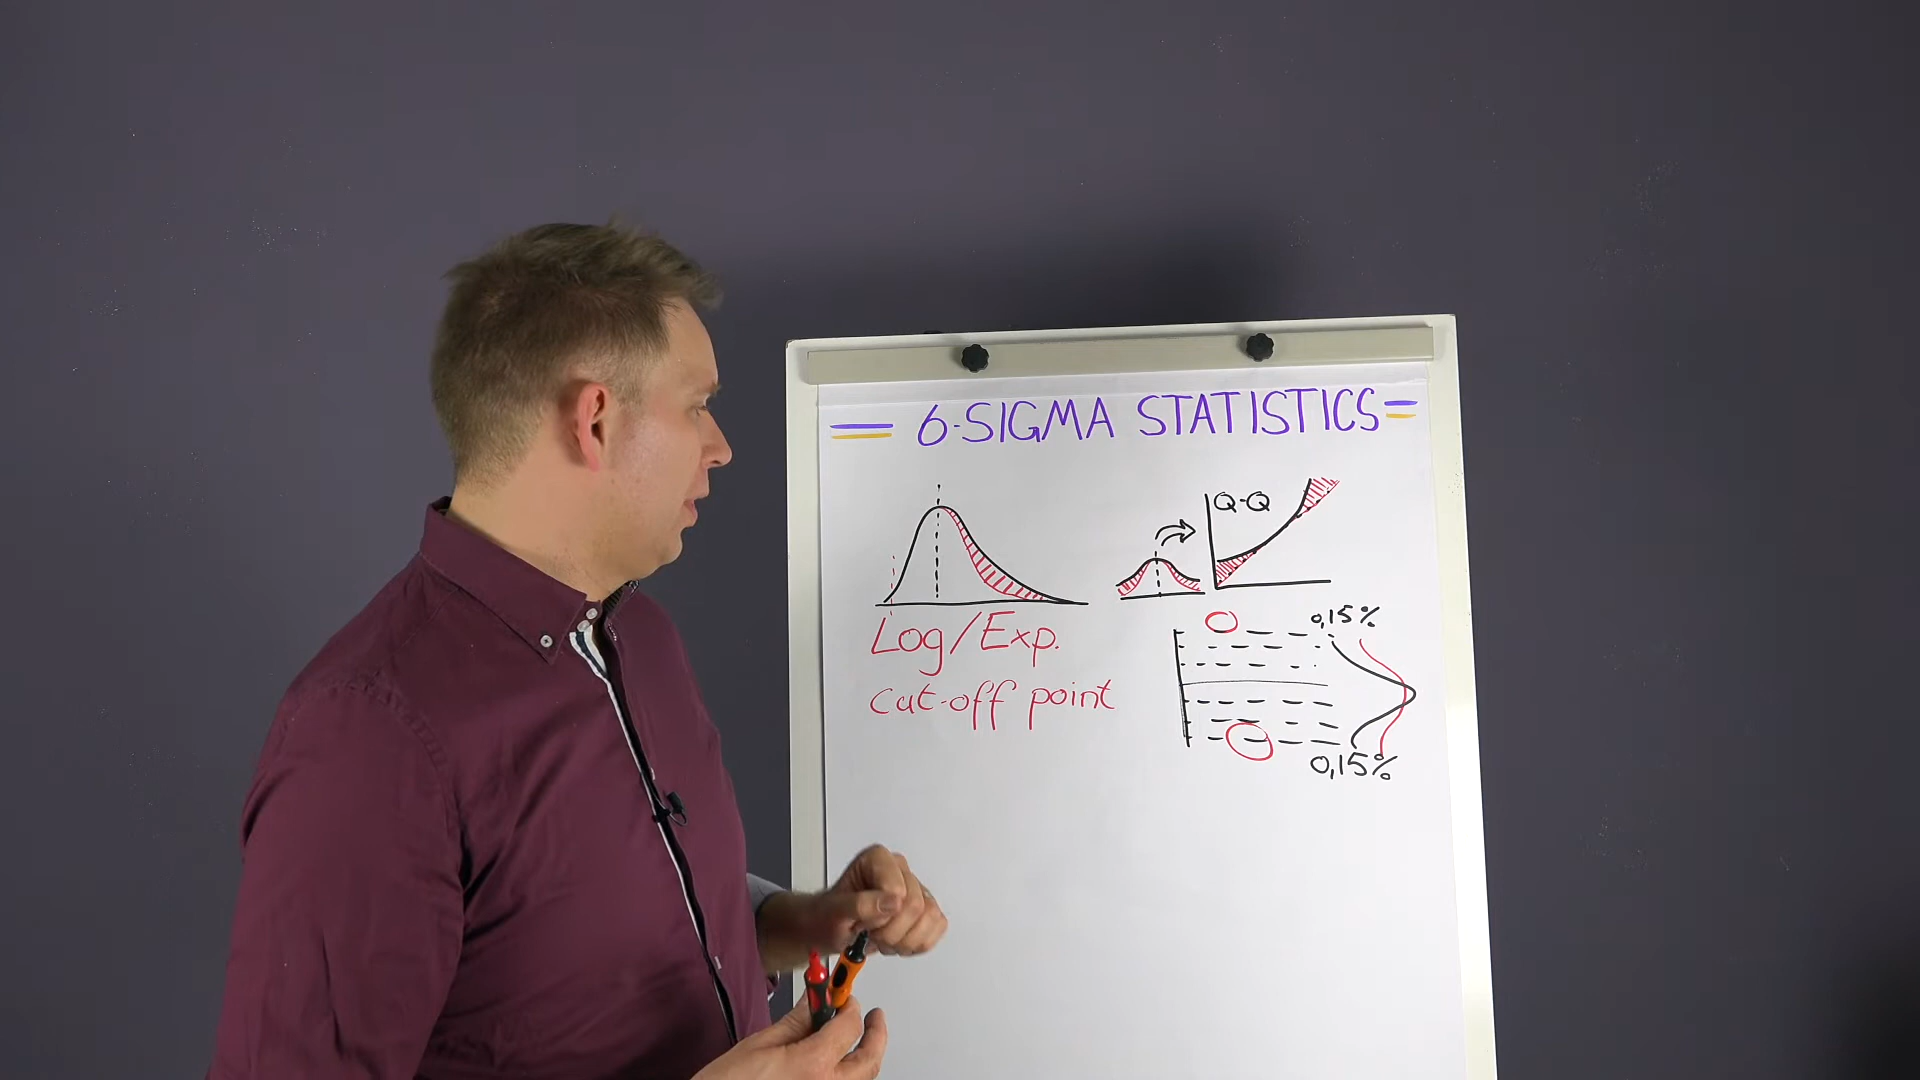 6-SIGMA STATISTICS
Q-Q
Log/Exp.
cut-off point
0,15%
0,15%